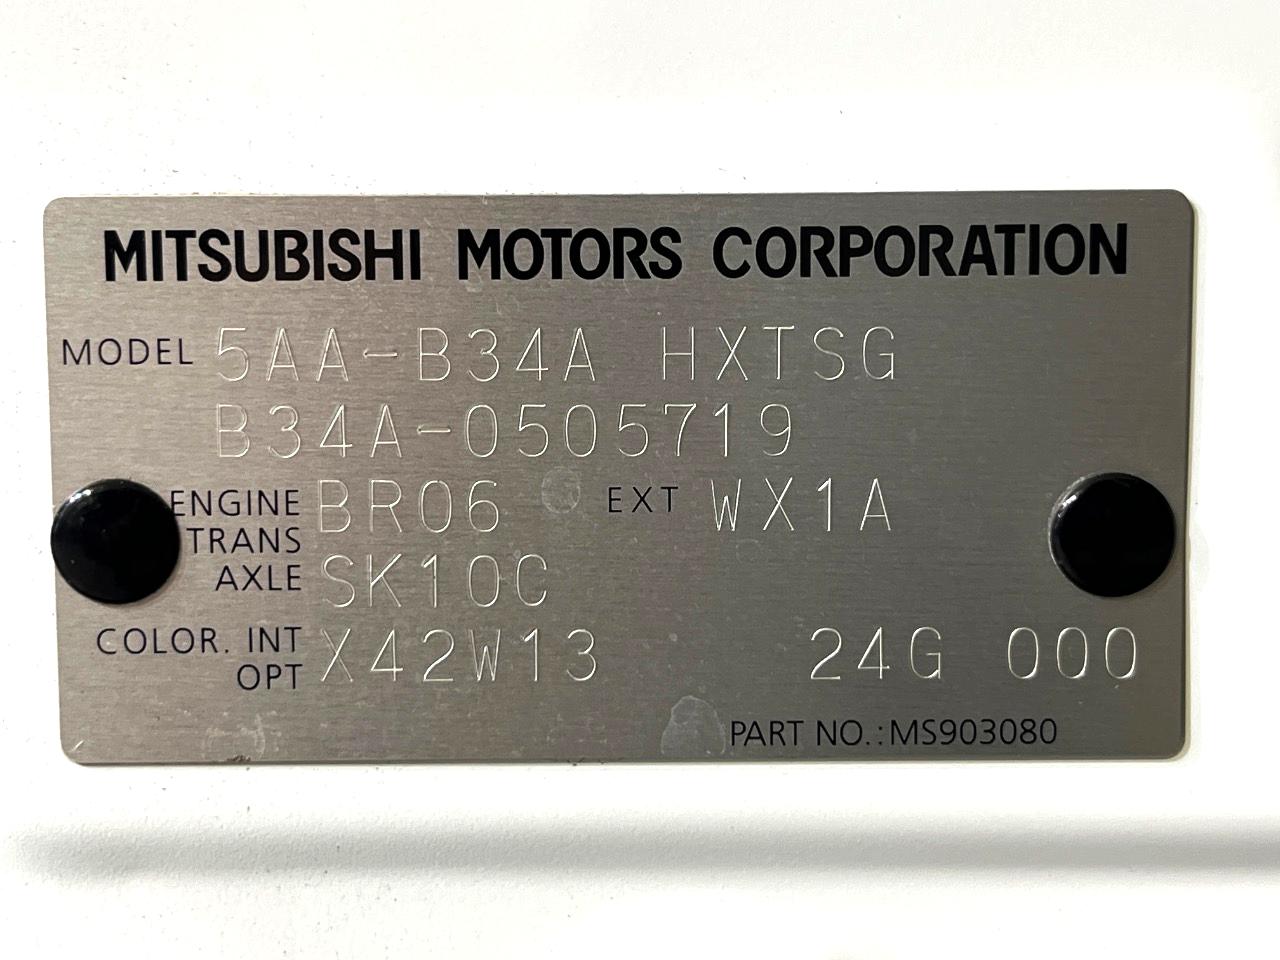 MITSUBISHI MOTORS CORPORATION
MODEL 5AA-B34A HXTSG
B34A-0505719
ENGINE BR06 EXT WX1A
TRANS
AXLE SK10C
COLOR. INT
OPT X42W13 24G 000
PART NO.:MS903080